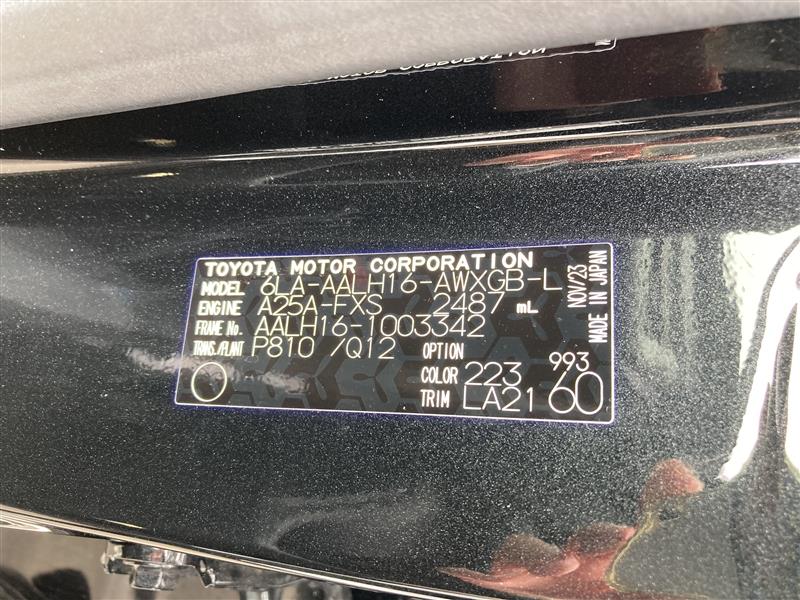 TOYOTA MOTOR CORPORATION
MODEL 6LA-AALH16-AWXGB-L
ENGINE A25A-FXS 2487 mL
FRAME No. AALH16-1003342
TRANS./PLANT P810 /Q12 OPTION
COLOR 223 993
TRIM LA21 60
NOV/23
MADE IN JAPAN